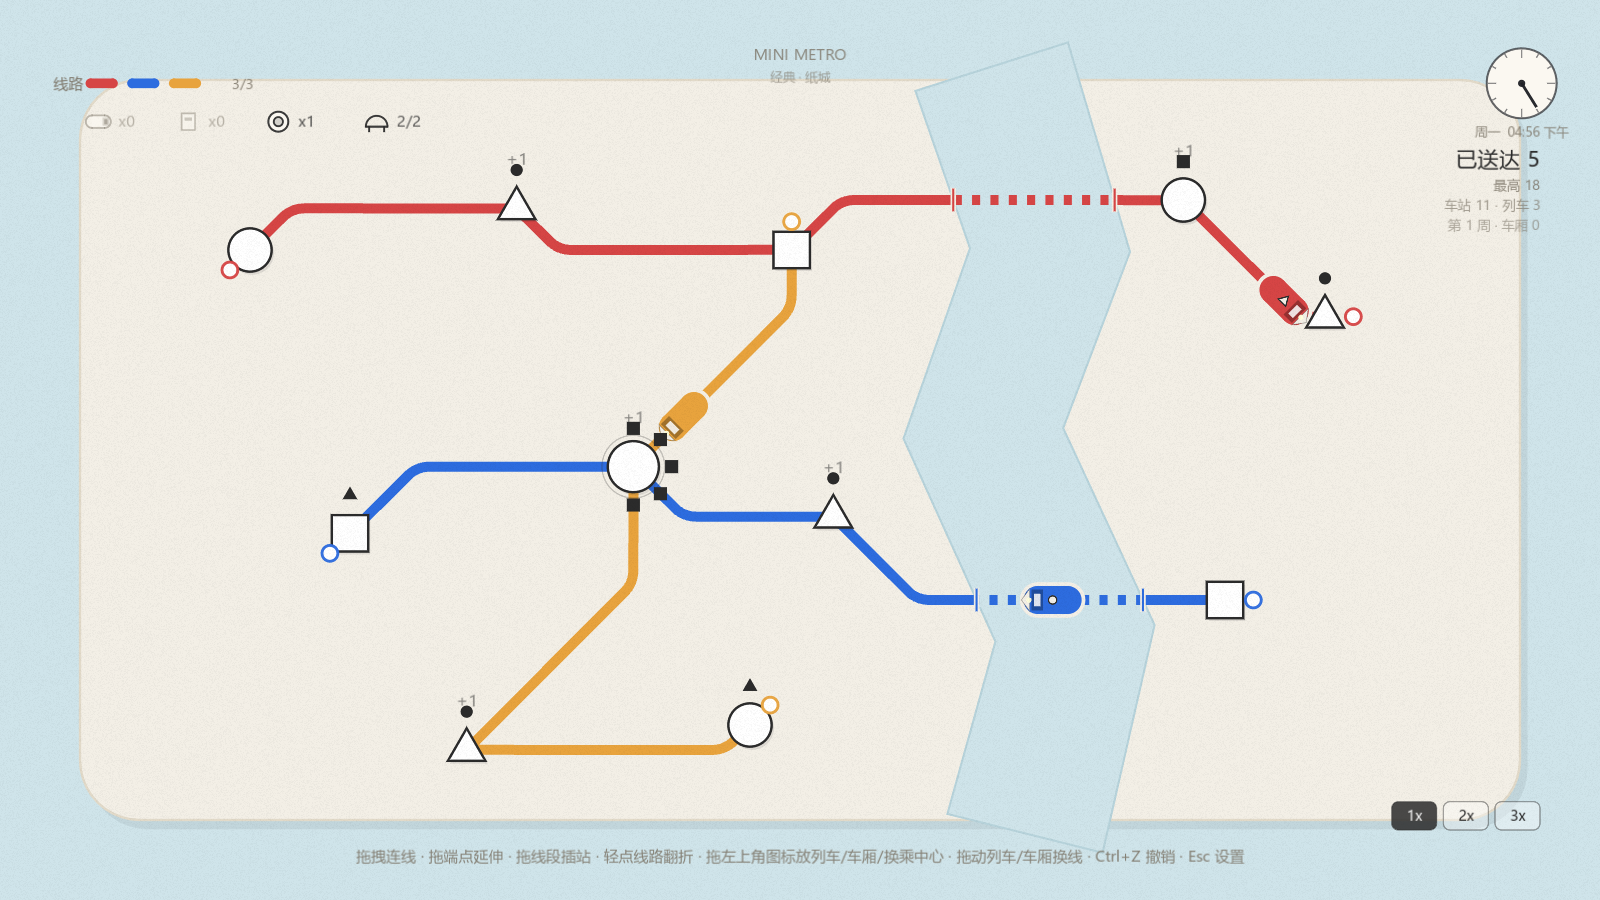 MINI METRO
经典 · 纸城
线路
3/3
x0
x0
x1
2/2
周一 04:56 下午
已送达 5
最高 18
车站 11 · 列车 3
第 1 周 · 车厢 0
+1
+1
+1
+1
+1
1x
2x
3x
拖拽连线 · 拖端点延伸 · 拖线段插站 · 轻点线路翻折 · 拖左上角图标放列车/车厢/换乘中心 · 拖动列车/车厢换线 · Ctrl+Z 撤销 · Esc 设置